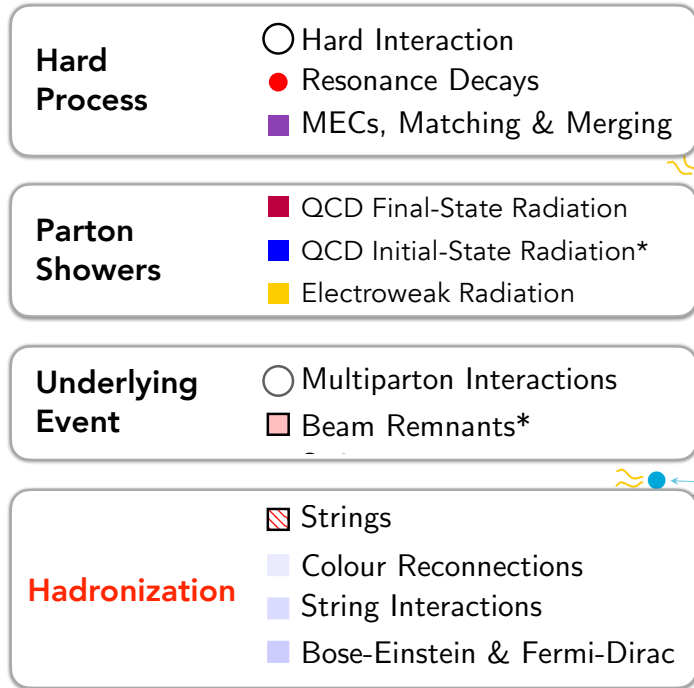 Hard
Process
Hard Interaction
Resonance Decays
MECs, Matching & Merging
Parton
Showers
QCD Final-State Radiation
QCD Initial-State Radiation*
Electroweak Radiation
Underlying
Event
Multiparton Interactions
Beam Remnants*
Hadronization
Strings
Colour Reconnections
String Interactions
Bose-Einstein & Fermi-Dirac